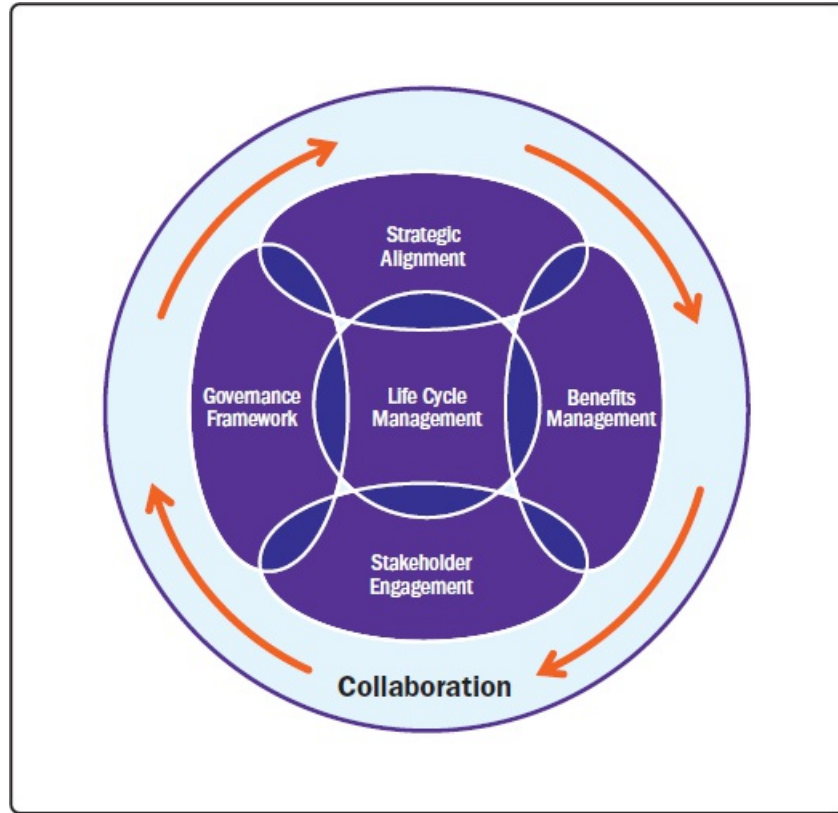 Strategic
Alignment
Governance
Framework
Life Cycle
Management
Benefits
Management
Stakeholder
Engagement
Collaboration